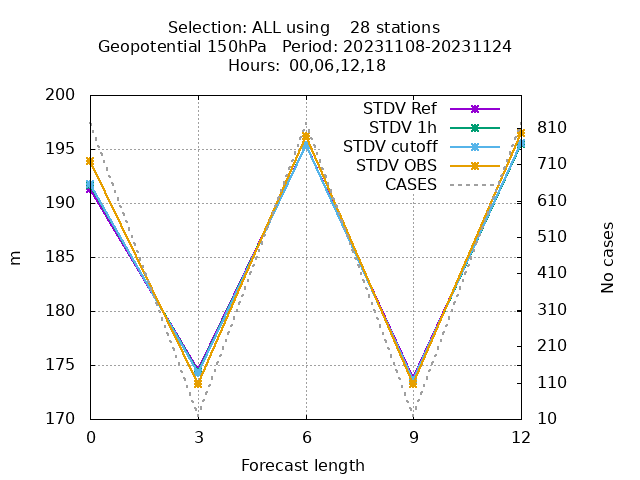 Selection: ALL using    28 stations
Geopotential 150hPa   Period: 20231108-20231124
Hours: 00,06,12,18
STDV Ref
STDV 1h
STDV cutoff
STDV OBS
CASES
200
195
190
185
180
175
170
m
810
710
610
510
410
310
210
110
10
No cases
0 3 6 9 12
Forecast length